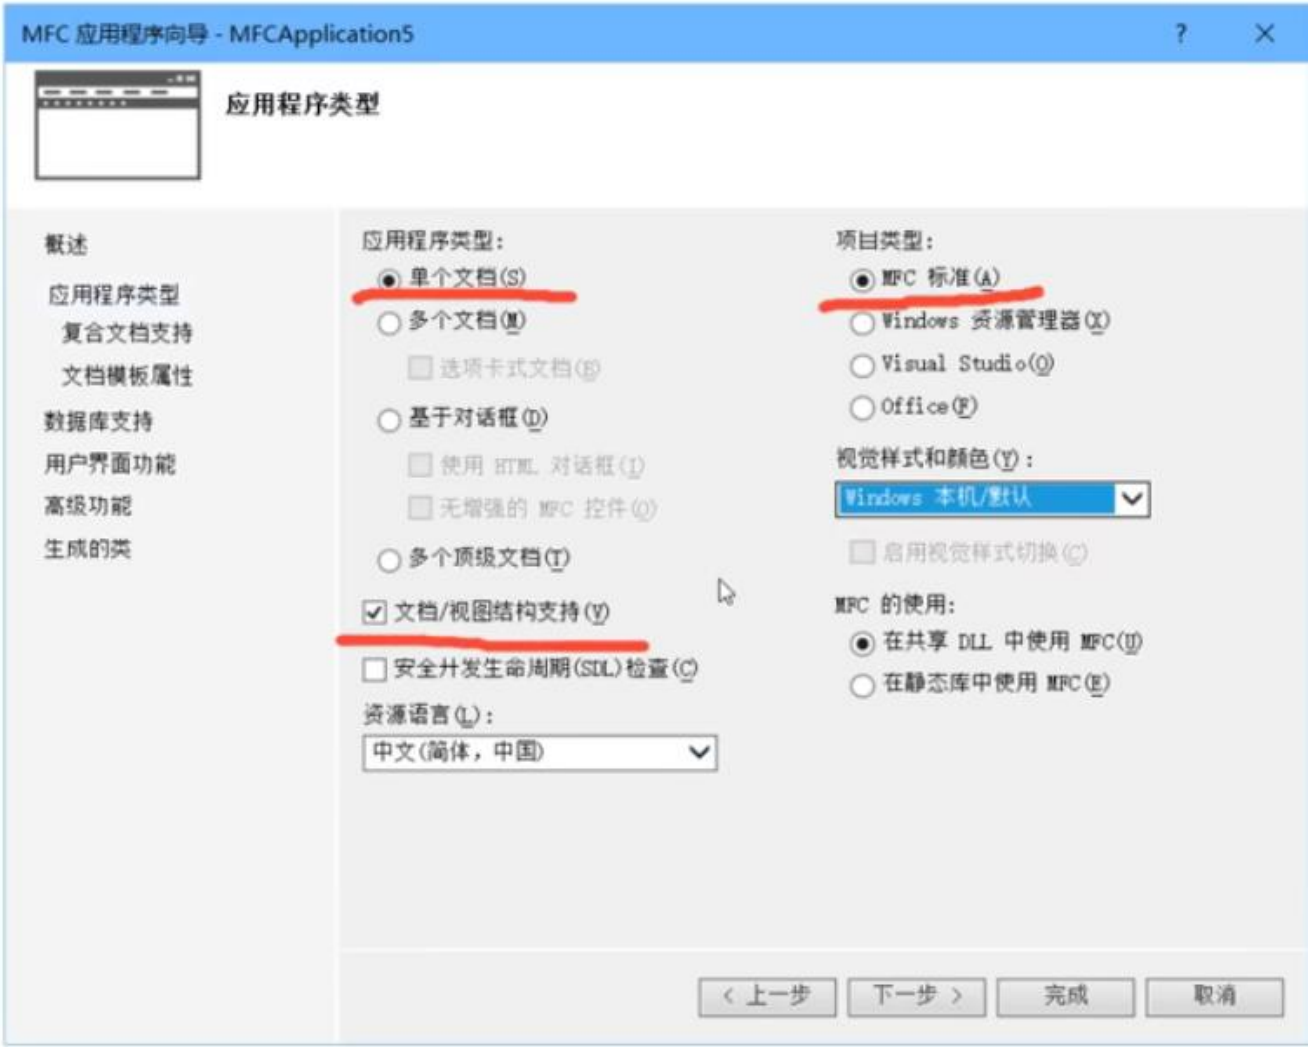 MFC 应用程序向导 - MFCApplication5
?
应用程序类型
概述
应用程序类型
复合文档支持
文档模板属性
数据库支持
用户界面功能
高级功能
生成的类
应用程序类型:
单个文档(S)
多个文档(M)
选项卡式文档(B)
基于对话框(D)
使用 HTML 对话框(I)
无增强的 MFC 控件(O)
多个顶级文档(T)
文档/视图结构支持(V)
安全开发生命周期(SDL)检查(C)
资源语言(L):
中文(简体，中国)
项目类型:
MFC 标准(A)
Windows 资源管理器(X)
Visual Studio(O)
Office(F)
视觉样式和颜色(Y):
Windows 本机/默认
启用视觉样式切换(C)
MFC 的使用:
在共享 DLL 中使用 MFC(U)
在静态库中使用 MFC(E)
< 上一步
下一步 >
完成
取消